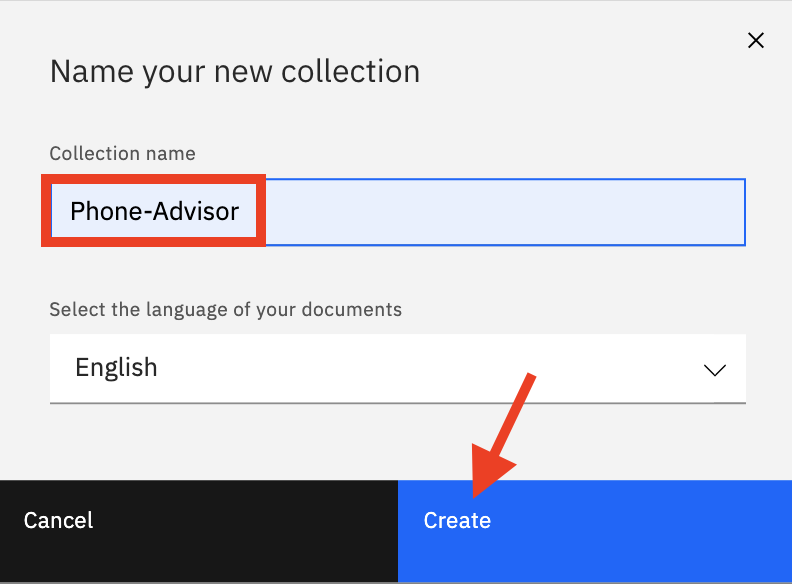 Name your new collection
Collection name
Phone-Advisor
Select the language of your documents
English
Cancel
Create